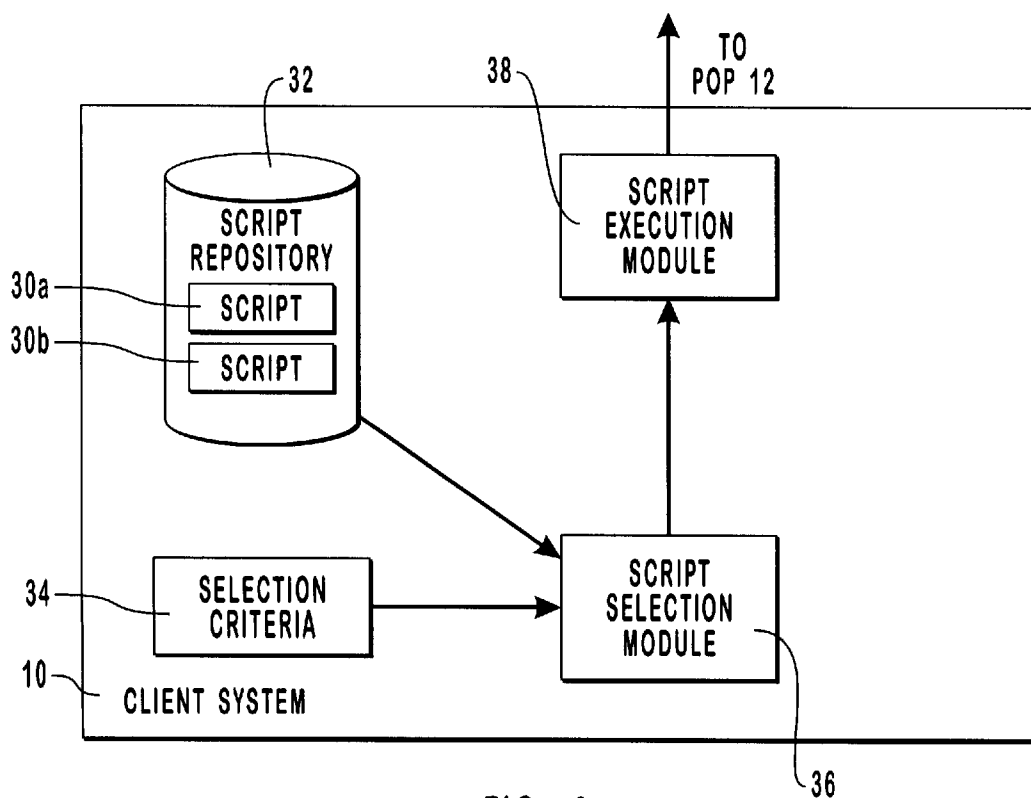 32
38
TO
POP 12
SCRIPT
REPOSITORY
30a
SCRIPT
30b
SCRIPT
SCRIPT
EXECUTION
MODULE
34
SELECTION
CRITERIA
SCRIPT
SELECTION
MODULE
10
CLIENT SYSTEM
36